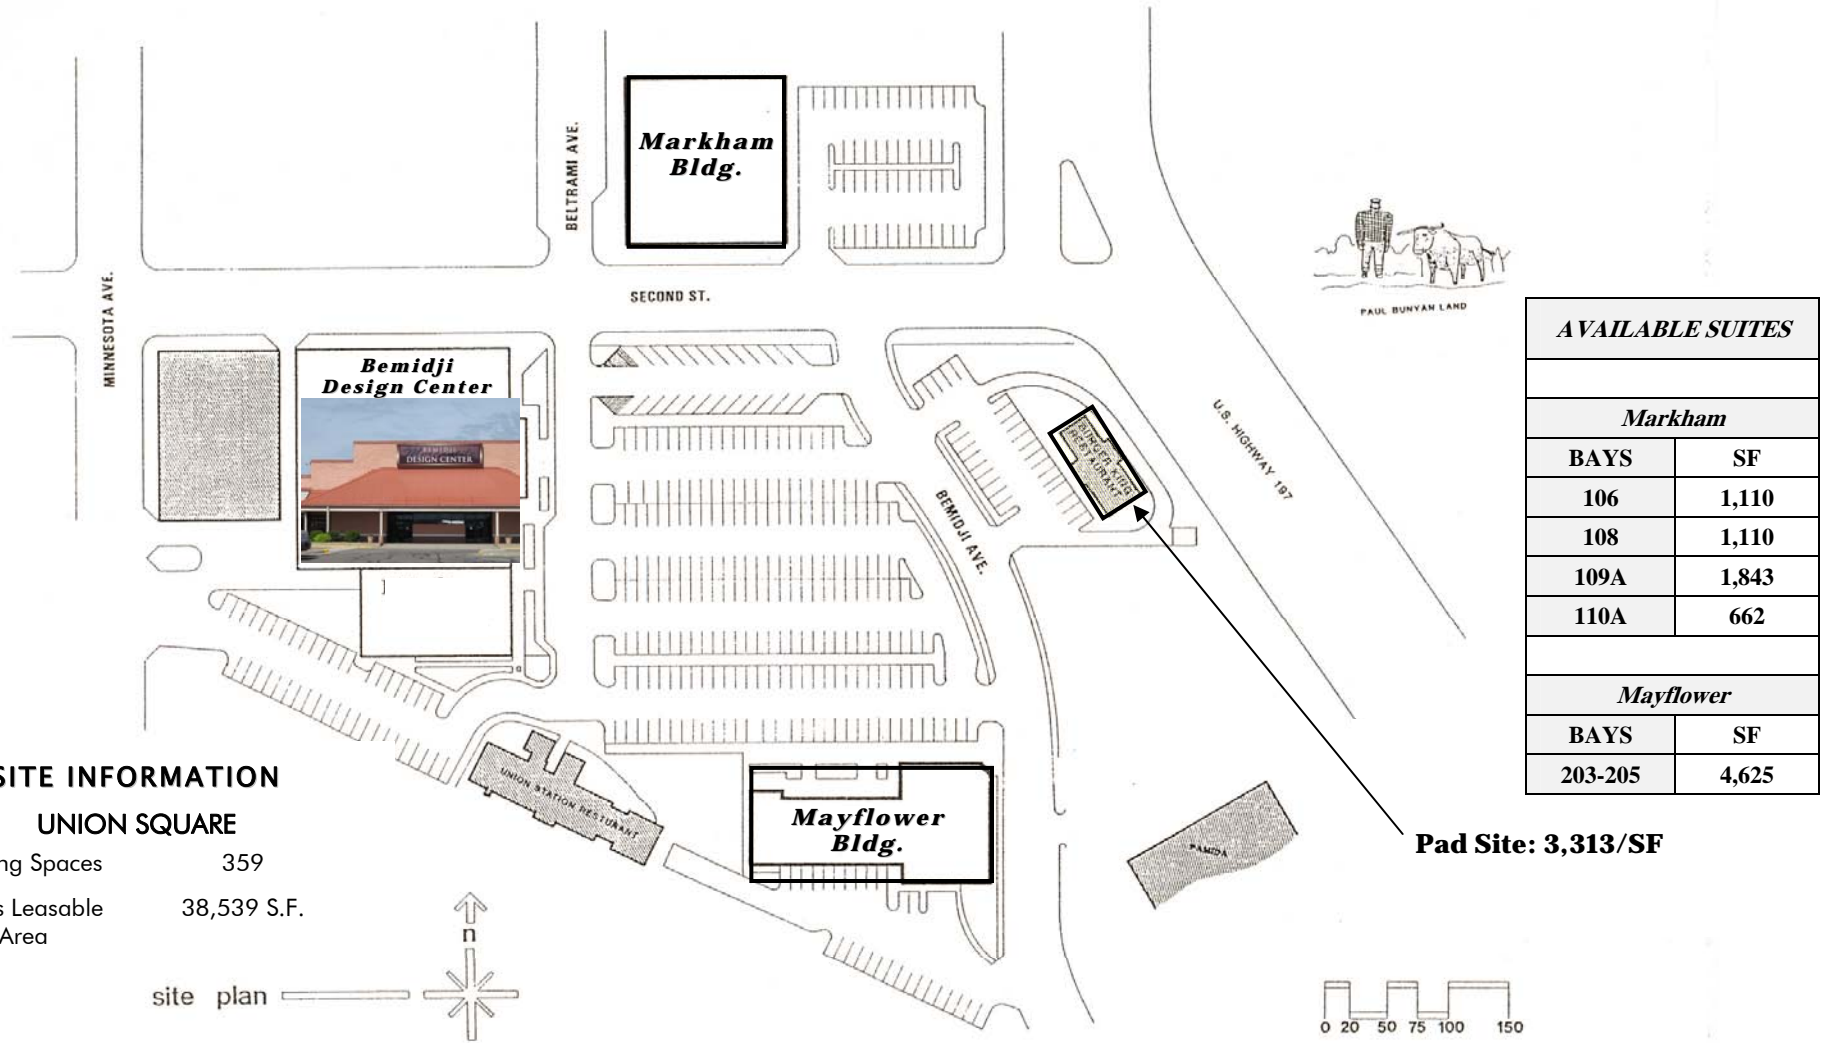 Markham
Bldg.
BELTRAMI AVE.
SECOND ST.
MINNESOTA AVE.
PAUL BUNYAN LAND
Bemidji
Design Center
BEMIDJI
DESIGN CENTER
BURGER KING
RESTAURANT
U.S. HIGHWAY 197
BEMIDJI AVE.
AVAILABLE SUITES
Markham
BAYS SF
106 1,110
108 1,110
109A 1,843
110A 662
Mayflower
BAYS SF
203-205 4,625
Pad Site: 3,313/SF
UNION STATION RESTURANT
Mayflower
Bldg.
PAMIDA
SITE INFORMATION
UNION SQUARE
ng Spaces 359
s Leasable 38,539 S.F.
Area
n
site plan
0 20 50 75 100 150